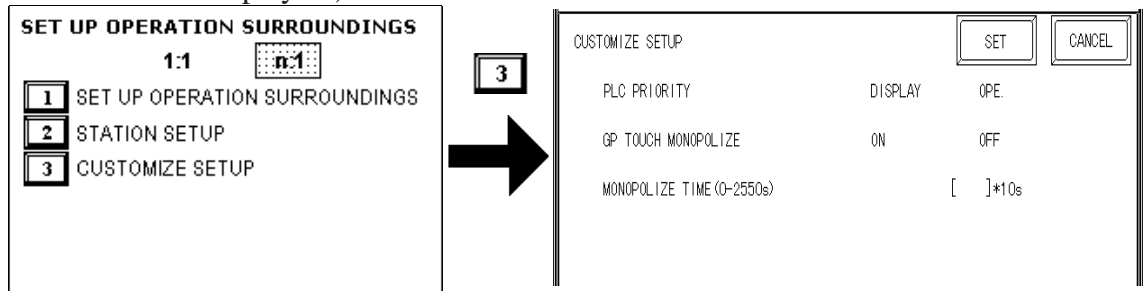 SET UP OPERATION SURROUNDINGS
1:1 n:1
1 SET UP OPERATION SURROUNDINGS
2 STATION SETUP
3 CUSTOMIZE SETUP
3
CUSTOMIZE SETUP SET CANCEL
PLC PRIORITY DISPLAY OPE.
GP TOUCH MONOPOLIZE ON OFF
MONOPOLIZE TIME(0-2550s) [ ]*10s